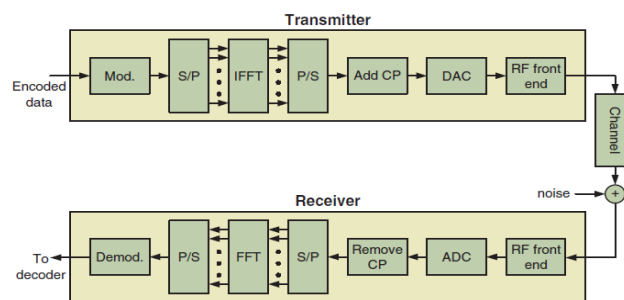 Transmitter
Encoded
data
Mod.
S/P
IFFT
P/S
Add CP
DAC
RF front
end
Channel
noise
+
Receiver
To
decoder
Demod.
P/S
FFT
S/P
Remove
CP
ADC
RF front
end